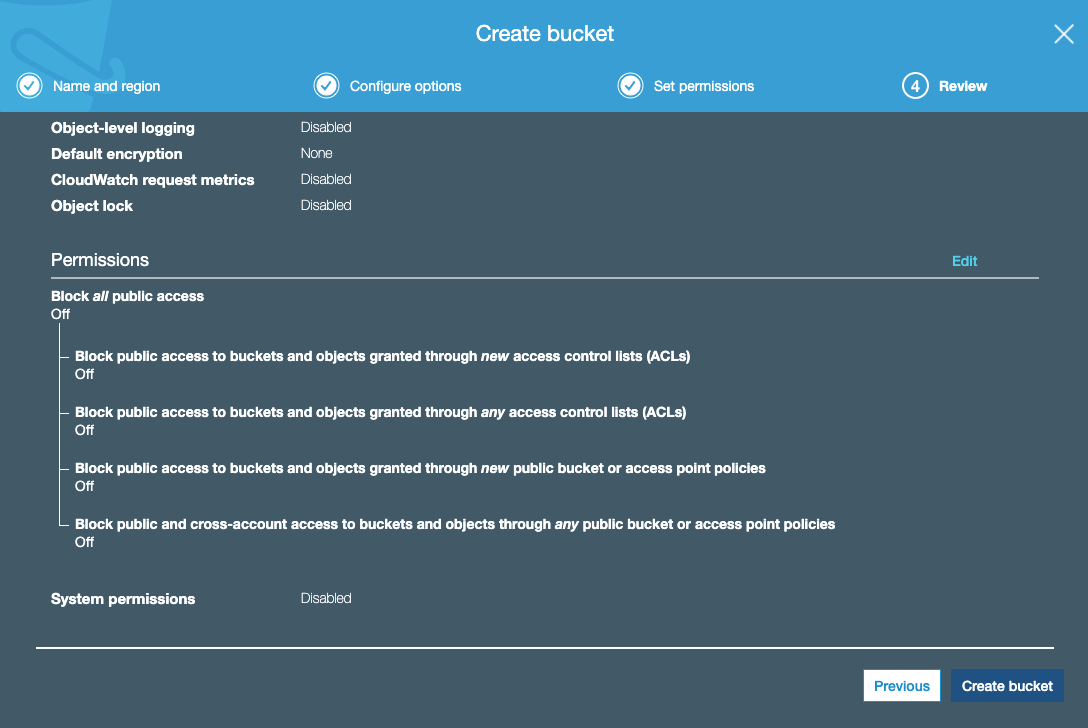 Create bucket
Name and region
Configure options
Set permissions
4 Review
Object-level logging Disabled
Default encryption None
CloudWatch request metrics Disabled
Object lock Disabled
Permissions Edit
Block all public access
Off
Block public access to buckets and objects granted through new access control lists (ACLs)
Off
Block public access to buckets and objects granted through any access control lists (ACLs)
Off
Block public access to buckets and objects granted through new public bucket or access point policies
Off
Block public and cross-account access to buckets and objects through any public bucket or access point policies
Off
System permissions Disabled
Previous Create bucket